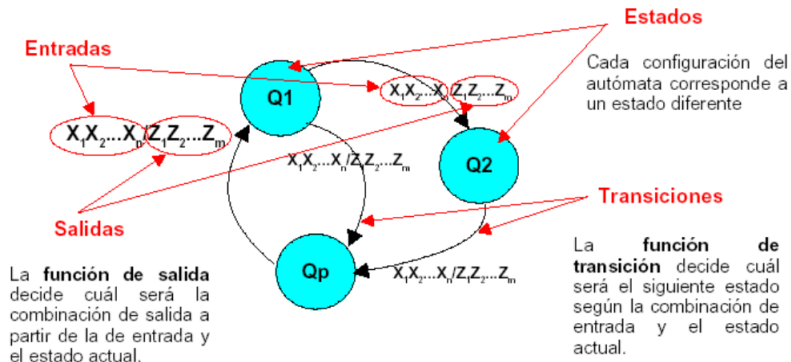 Estados
Entradas
Cada configuración del
autómata corresponde a
un estado diferente
Q1
X₁X₂...Xₙ/Z₁Z₂...Zₘ
X₁X₂...Xₙ/Z₁Z₂...Zₘ
X₁X₂...Xₙ/Z₁Z₂...Zₘ
Q2
Transiciones
Salidas
Qp
X₁X₂...Xₙ/Z₁Z₂...Zₘ
La función de salida
decide cuál será la
combinación de salida a
partir de la de entrada y
el estado actual.
La función de
transición decide cuál
será el siguiente estado
según la combinación de
entrada y el estado
actual.